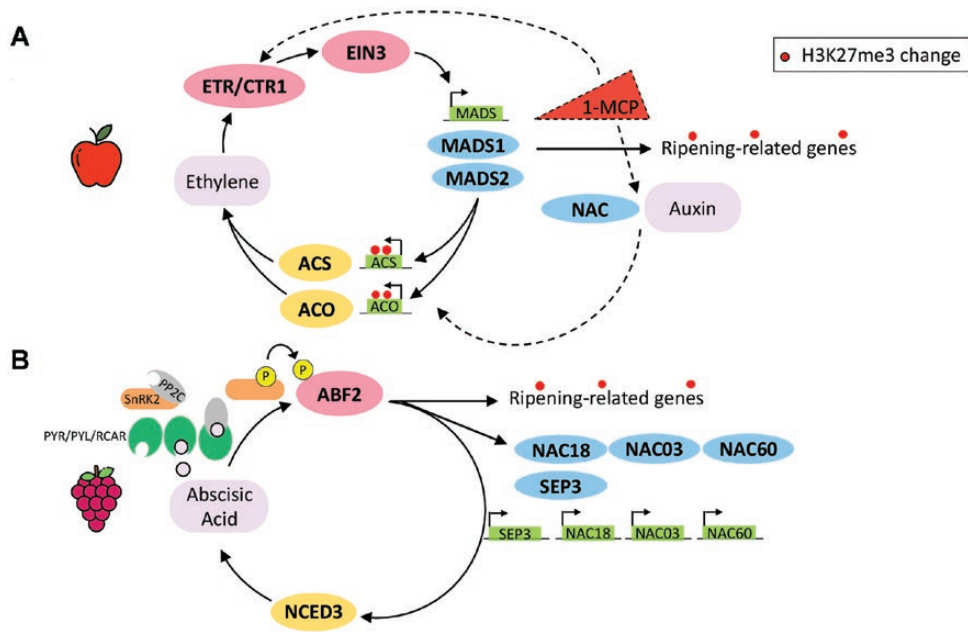 A
H3K27me3 change
EIN3
ETR/CTR1
MADS
1-MCP
MADS1
Ripening-related genes
MADS2
Ethylene
NAC
Auxin
ACS
ACS
ACO
ACO
B
P
P
PP2C
SnRK2
ABF2
Ripening-related genes
PYR/PYL/RCAR
NAC18
NAC03
NAC60
SEP3
Abscisic
Acid
SEP3
NAC18
NAC03
NAC60
NCED3